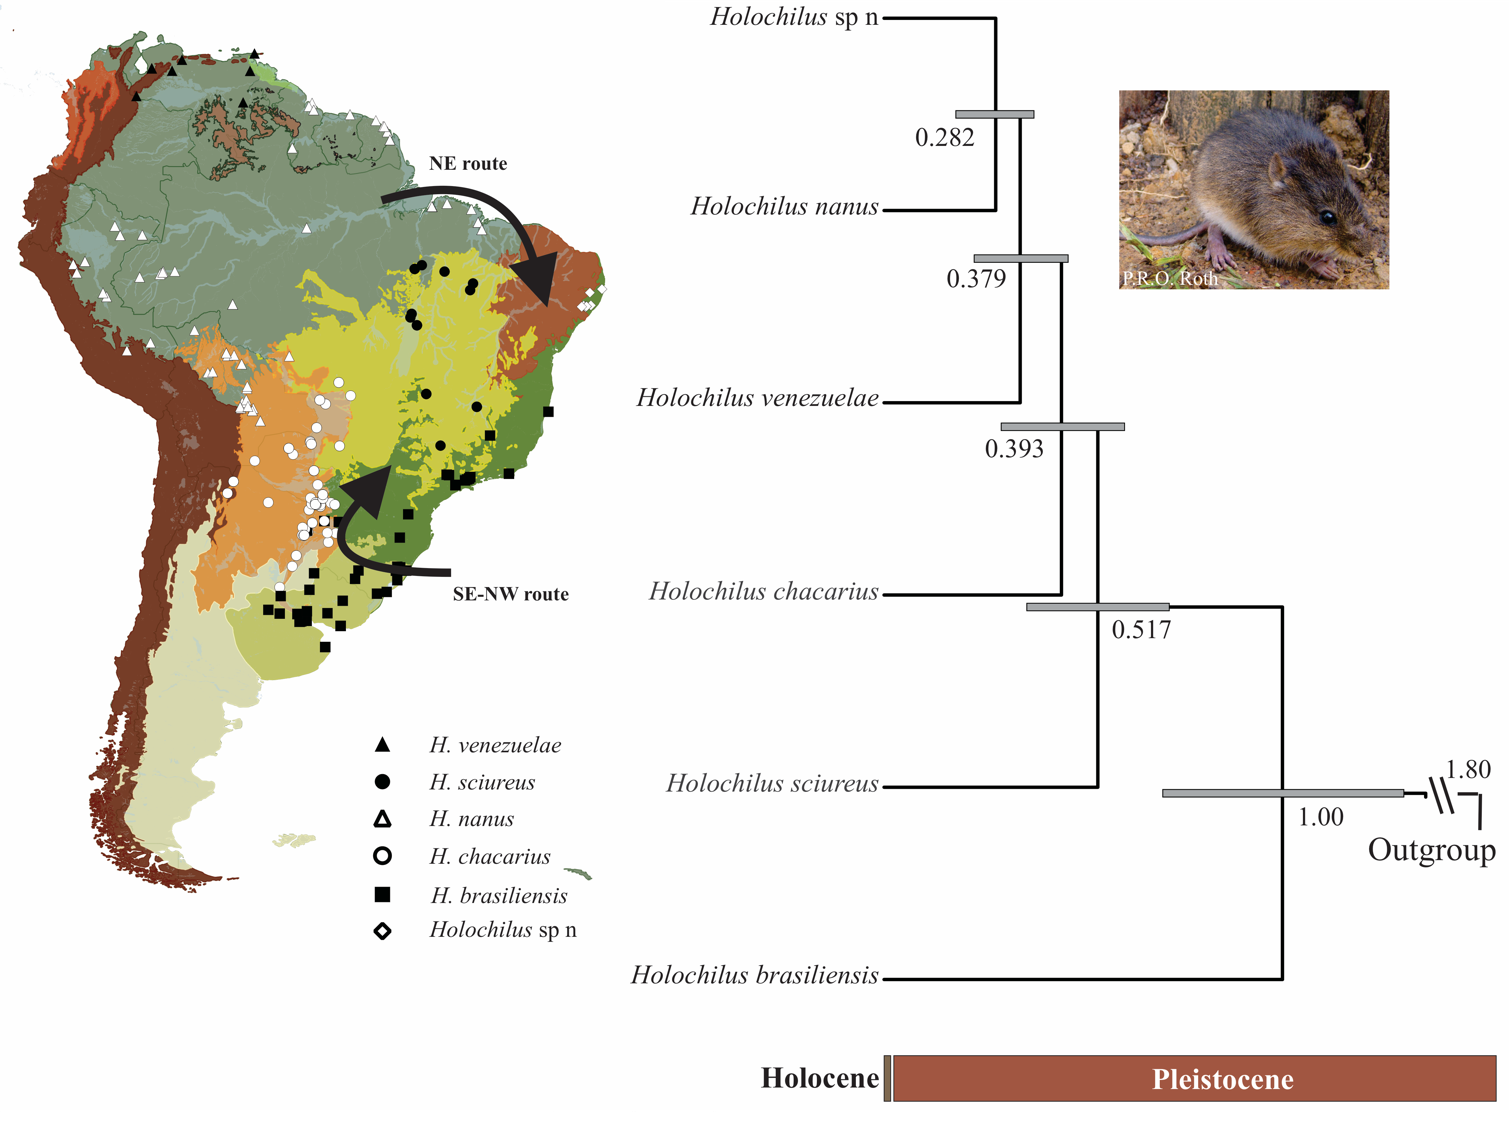 NE route
SE-NW route
H. venezuelae
H. sciureus
H. nanus
H. chacarius
H. brasiliensis
Holochilus sp n
Holochilus sp n
0.282
Holochilus nanus
0.379
Holochilus venezuelae
0.393
Holochilus chacarius
0.517
Holochilus sciureus
1.80
1.00
Outgroup
Holochilus brasiliensis
P.R.O. Roth
Holocene
Pleistocene